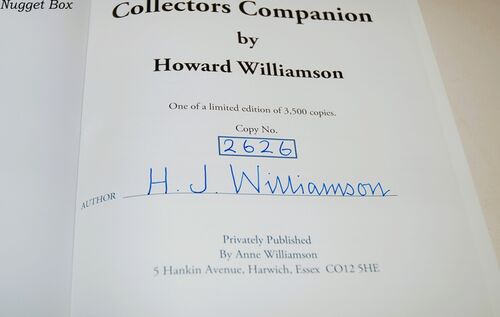 Nugget Box
Collectors Companion
by
Howard Williamson
One of a limited edition of 3,500 copies.
Copy No.
2626
AUTHOR H. J. Williamson
Privately Published
By Anne Williamson
5 Hankin Avenue, Harwich, Essex CO12 5HE